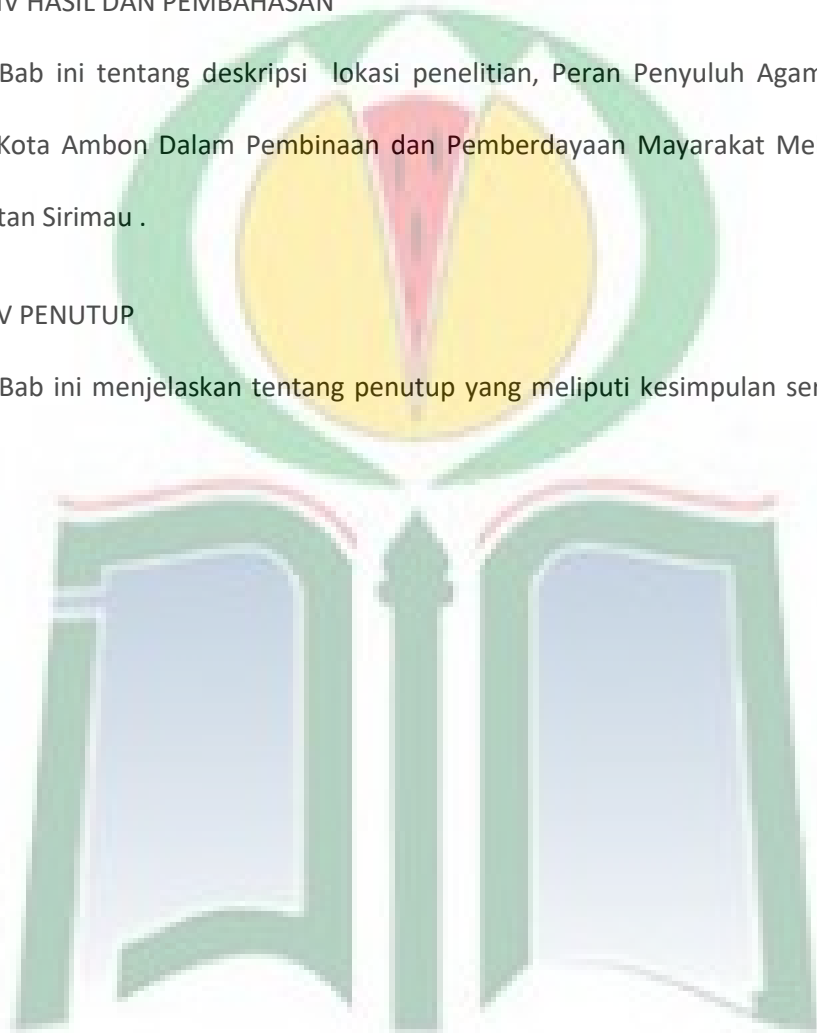 IV HASIL DAN PEMBAHASAN
Bab ini tentang deskripsi lokasi penelitian, Peran Penyuluh Agam
Kota Ambon Dalam Pembinaan dan Pemberdayaan Mayarakat Me
tan Sirimau .
V PENUTUP
Bab ini menjelaskan tentang penutup yang meliputi kesimpulan ser